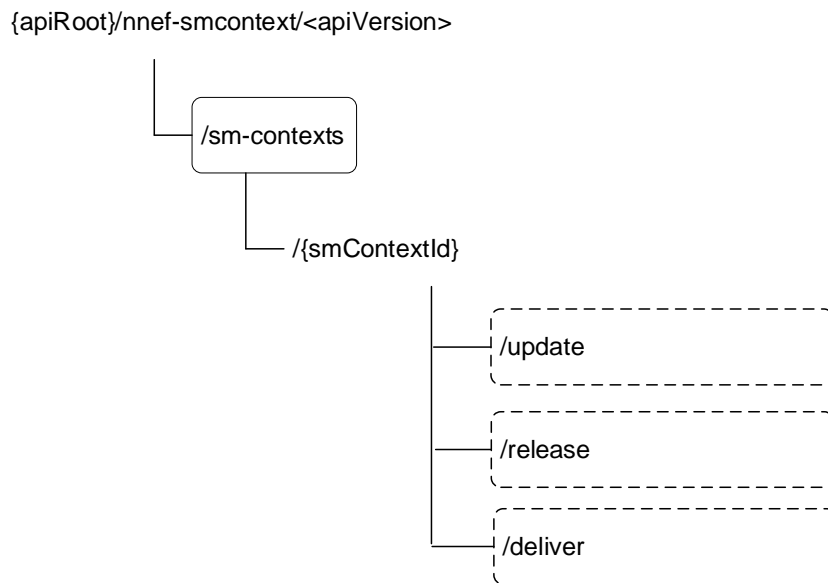 {apiRoot}/nnef-smcontext/<apiVersion>
/sm-contexts
/{smContextId}
/update
/release
/deliver